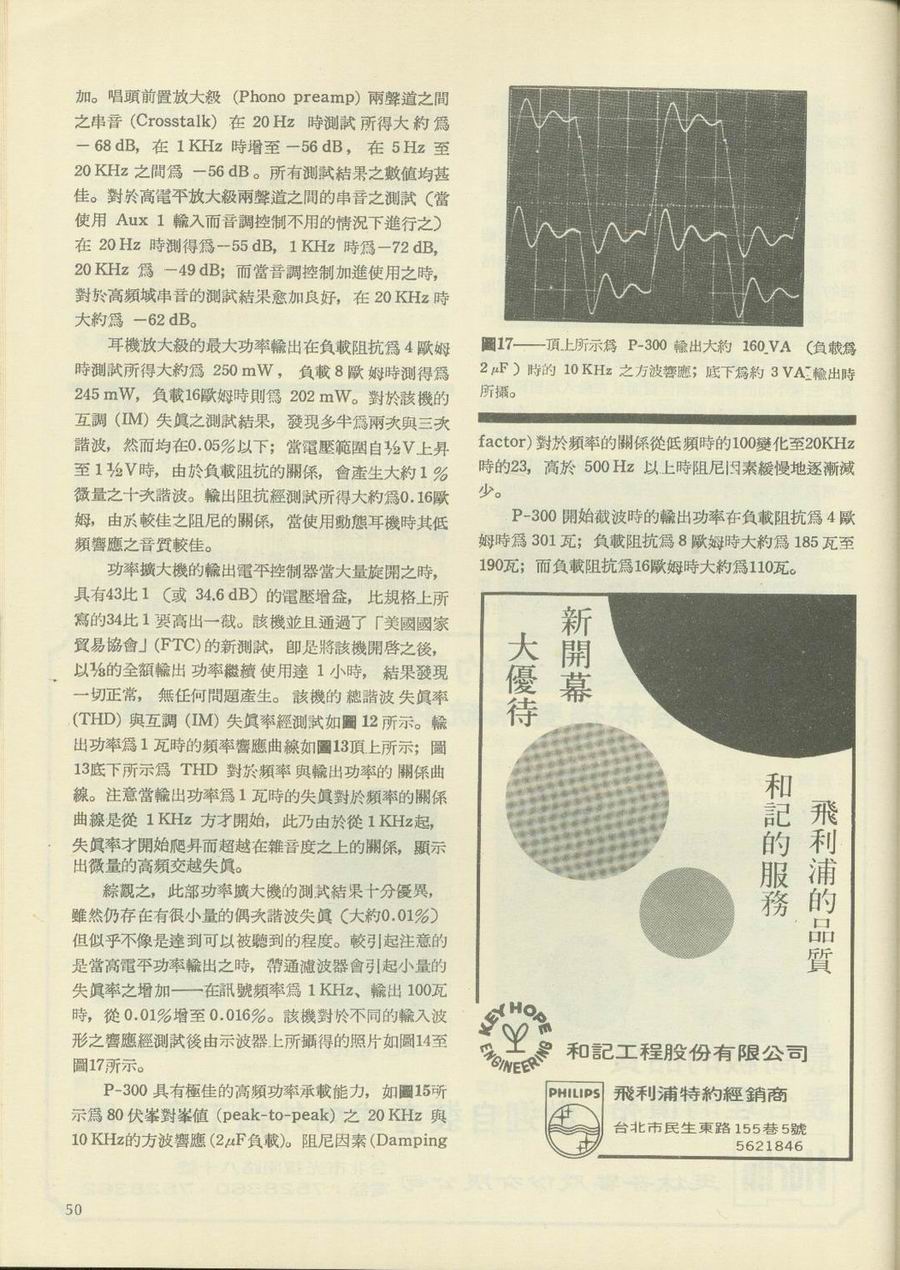 加。唱頭前置放大級 (Phono preamp) 兩聲道之間
之串音 (Crosstalk) 在 20 Hz 時測試所得大約爲
－68 dB, 在 1 KHz 時增至 －56 dB, 在 5 Hz 至
20 KHz 之間爲 －56 dB。所有測試結果之數值均甚
佳。對於高電平放大級兩聲道之間的串音之測試（當
使用 Aux 1 輸入而音調控制不用的情況下進行之）
在 20 Hz 時測得爲－55 dB, 1 KHz 時爲－72 dB,
20 KHz 爲 －49 dB; 而當音調控制加進使用之時,
對於高頻域串音的測試結果愈加良好, 在 20 KHz 時
大約爲 －62 dB。
耳機放大級的最大功率輸出在負載阻抗爲 4 歐姆
時測試所得大約爲 250 mW, 負載 8 歐姆時測得爲
245 mW, 負載16歐姆時則爲 202 mW。對於該機的
互調 (IM) 失眞之測試結果, 發現多半爲兩次與三次
諧波, 然而均在0.05%以下; 當電壓範圍自½V上昇
至 1½V時, 由於負載阻抗的關係, 會產生大約 1 %
微量之十次諧波。輸出阻抗經測試所得大約爲0.16歐
姆, 由於較佳之阻尼的關係, 當使用動態耳機時其低
頻響應之音質較佳。
功率擴大機的輸出電平控制器當大量旋開之時,
具有43比 1 （或 34.6 dB）的電壓增益, 比規格上所
寫的34比 1 要高出一截。該機並且通過了「美國國家
貿易協會」(FTC) 的新測試, 卽是將該機開啓之後,
以⅓的全額輸出功率繼續使用達 1 小時, 結果發現
一切正常, 無任何問題產生。該機的總諧波失眞率
(THD) 與互調 (IM) 失眞率經測試如圖 12 所示。輸
出功率爲 1 瓦時的頻率響應曲線如圖13頂上所示; 圖
13底下所示爲 THD 對於頻率與輸出功率的關係曲
線。注意當輸出功率爲 1 瓦時的失眞對於頻率的關係
曲線是從 1 KHz 方才開始, 此乃由於從 1 KHz起,
失眞率才開始爬昇而超越在雜音度之上的關係, 顯示
出微量的高頻交越失眞。
綜觀之, 此部功率擴大機的測試結果十分優異,
雖然仍存在有很小量的偶次諧波失眞（大約0.01%）
但似乎不像是達到可以被聽到的程度。較引起注意的
是當高電平功率輸出之時, 帶通濾波器會引起小量的
失眞率之增加——在訊號頻率爲 1 KHz、輸出 100瓦
時, 從 0.01%增至 0.016%。該機對於不同的輸入波
形之響應經測試後由示波器上所攝得的照片如圖14至
圖17所示。
P-300 具有極佳的高頻功率承載能力, 如圖15所
示爲 80 伏峯對峯值 (peak-to-peak) 之 20 KHz 與
10 KHz的方波響應 (2μF負載)。阻尼因素 (Damping
圖17——頂上所示爲 P-300 輸出大約 160 VA （負載爲
2 μF）時的 10 KHz 之方波響應; 底下爲約 3 VA 輸出時
所攝。
factor) 對於頻率的關係從低頻時的100變化至20KHz
時的23, 高於 500 Hz 以上時阻尼因素緩慢地逐漸減
少。
P-300 開始截波時的輸出功率在負載阻抗爲 4 歐
姆時爲 301 瓦; 負載阻抗爲 8 歐姆時大約爲 185 瓦至
190瓦; 而負載阻抗爲16歐姆時大約爲110瓦。
新開幕
大優待
飛利浦的品質
和記的服務
KEY HOPE
ENGINEERING
和記工程股份有限公司
PHILIPS
飛利浦特約經銷商
台北市民生東路155巷5號
5621846
50